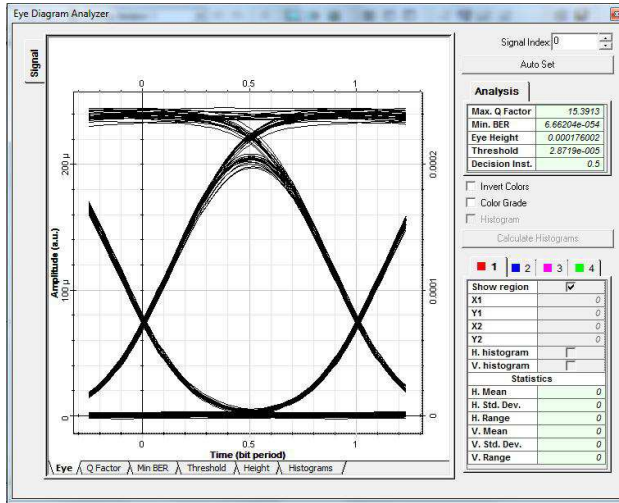 Eye Diagram Analyzer
Signal Index: 0
Auto Set
Signal
Analysis
Max. Q Factor 15.3913
Min. BER 6.66204e-054
Eye Height 0.000176002
Threshold 2.8719e-005
Decision Inst. 0.5
Invert Colors
Color Grade
Histogram
Calculate Histograms
1 2 3 4
Show region
X1 0
Y1 0
X2 0
Y2 0
H. histogram
V. histogram
Statistics
H. Mean 0
H. Std. Dev. 0
H. Range 0
V. Mean 0
V. Std. Dev. 0
V. Range 0
0 0.5 1
Amplitude (a.u.)
200 µ
100 µ
0
0.0002
0.0001
0
0 0.5 1
Time (bit period)
Eye Q Factor Min BER Threshold Height Histograms